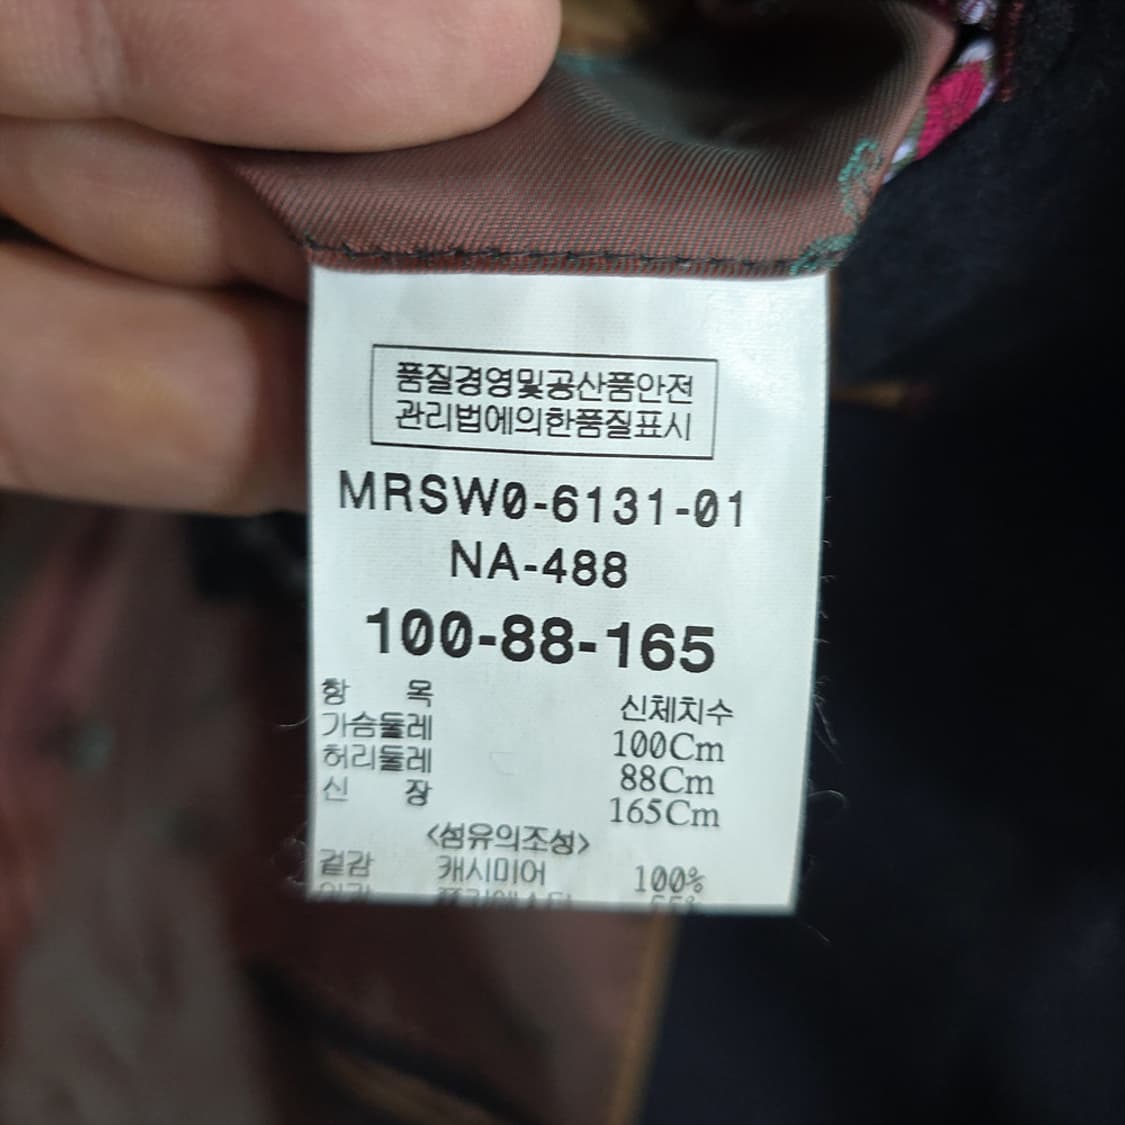 품질경영및공산품안전
관리법에의한품질표시
MRSW0-6131-01
NA-488
100-88-165
항 목 신체치수
가슴둘레 100Cm
허리둘레 88Cm
신 장 165Cm
<섬유의조성>
겉감 캐시미어 100%